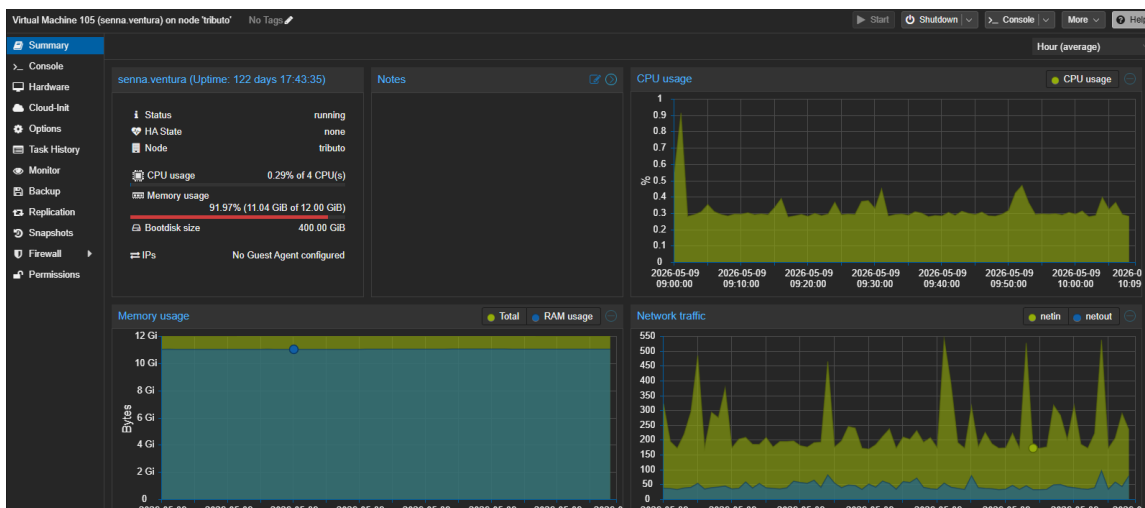 Virtual Machine 105 (senna.ventura) on node 'tributo' No Tags Start Shutdown Console More Help
Summary
Hour (average)
Console
Hardware
Cloud-Init
Options
Task History
Monitor
Backup
Replication
Snapshots
Firewall
Permissions
senna.ventura (Uptime: 122 days 17:43:35)
Status running
HA State none
Node tributo
CPU usage 0.29% of 4 CPU(s)
Memory usage
91.97% (11.04 GiB of 12.00 GiB)
Bootdisk size 400.00 GiB
IPs No Guest Agent configured
Notes
CPU usage
CPU usage
1
0.9
0.8
0.7
0.6
%
0.5
0.4
0.3
0.2
0.1
0
2026-05-09 2026-05-09 2026-05-09 2026-05-09 2026-05-09 2026-05-09 2026-05-09 2026-0
09:00:00 09:10:00 09:20:00 09:30:00 09:40:00 09:50:00 10:00:00 10:09
Memory usage
Total RAM usage
12 Gi
10 Gi
8 Gi
Bytes
6 Gi
4 Gi
2 Gi
0
Network traffic
netin netout
550
500
450
400
350
300
250
200
150
100
50
0